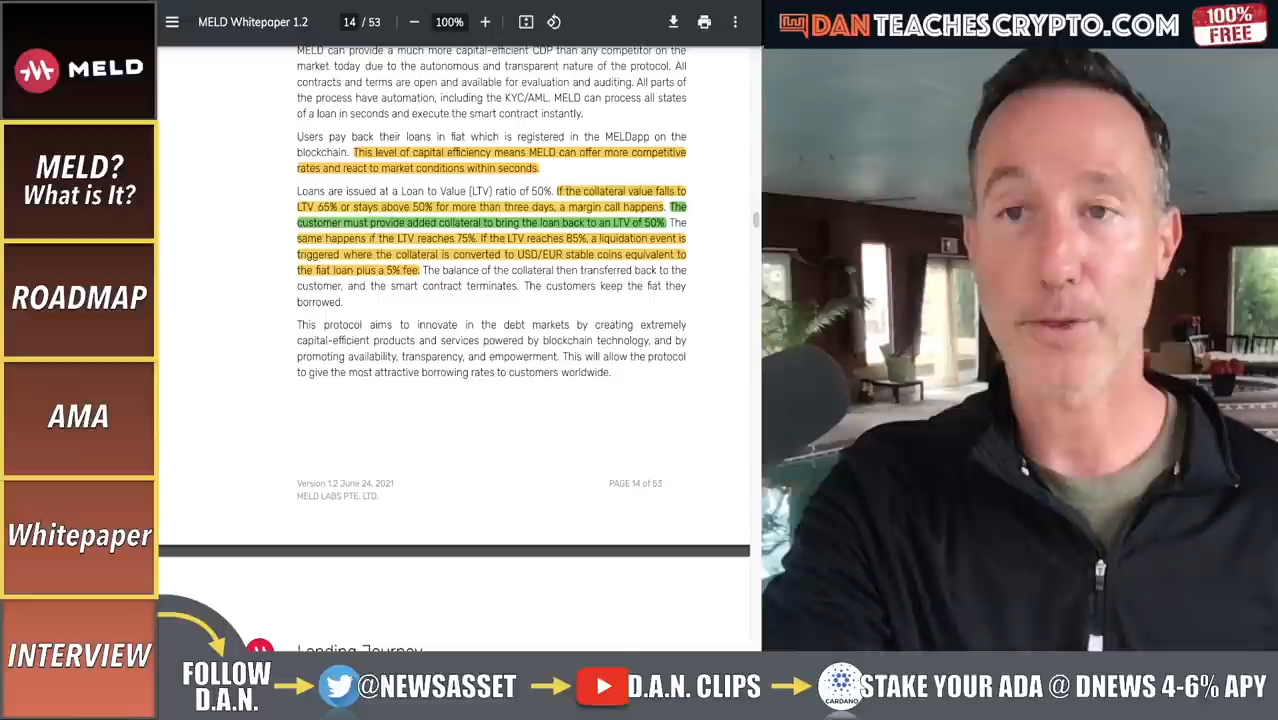 MELD
MELD?
What is It?
ROADMAP
AMA
Whitepaper
INTERVIEW
MELD Whitepaper 1.2
14 / 53
100%
MELD can provide a much more capital-efficient CDP than any competitor on the
market today due to the autonomous and transparent nature of the protocol. All
contracts and terms are open and available for evaluation and auditing. All parts of
the process have automation, including the KYC/AML. MELD can process all states
of a loan in seconds and execute the smart contract instantly.
Users pay back their loans in fiat which is registered in the MELDapp on the
blockchain. This level of capital efficiency means MELD can offer more competitive
rates and react to market conditions within seconds.
Loans are issued at a Loan to Value (LTV) ratio of 50%. If the collateral value falls to
LTV 65% or stays above 50% for more than three days, a margin call happens. The
customer must provide added collateral to bring the loan back to an LTV of 50%. The
same happens if the LTV reaches 75%. If the LTV reaches 85%, a liquidation event is
triggered where the collateral is converted to USD/EUR stable coins equivalent to
the fiat loan plus a 5% fee. The balance of the collateral then transferred back to the
customer, and the smart contract terminates. The customers keep the fiat they
borrowed.
This protocol aims to innovate in the debt markets by creating extremely
capital-efficient products and services powered by blockchain technology, and by
promoting availability, transparency, and empowerment. This will allow the protocol
to give the most attractive borrowing rates to customers worldwide.
Version 1.2 June 24, 2021
PAGE 14 of 53
MELD LABS PTE. LTD.
Lending Journey
DANTEACHESCRYPTO.COM
100%
FREE
FOLLOW
D.A.N.
@NEWSASSET
D.A.N. CLIPS
CARDANO
STAKE YOUR ADA @ DNEWS 4-6% APY